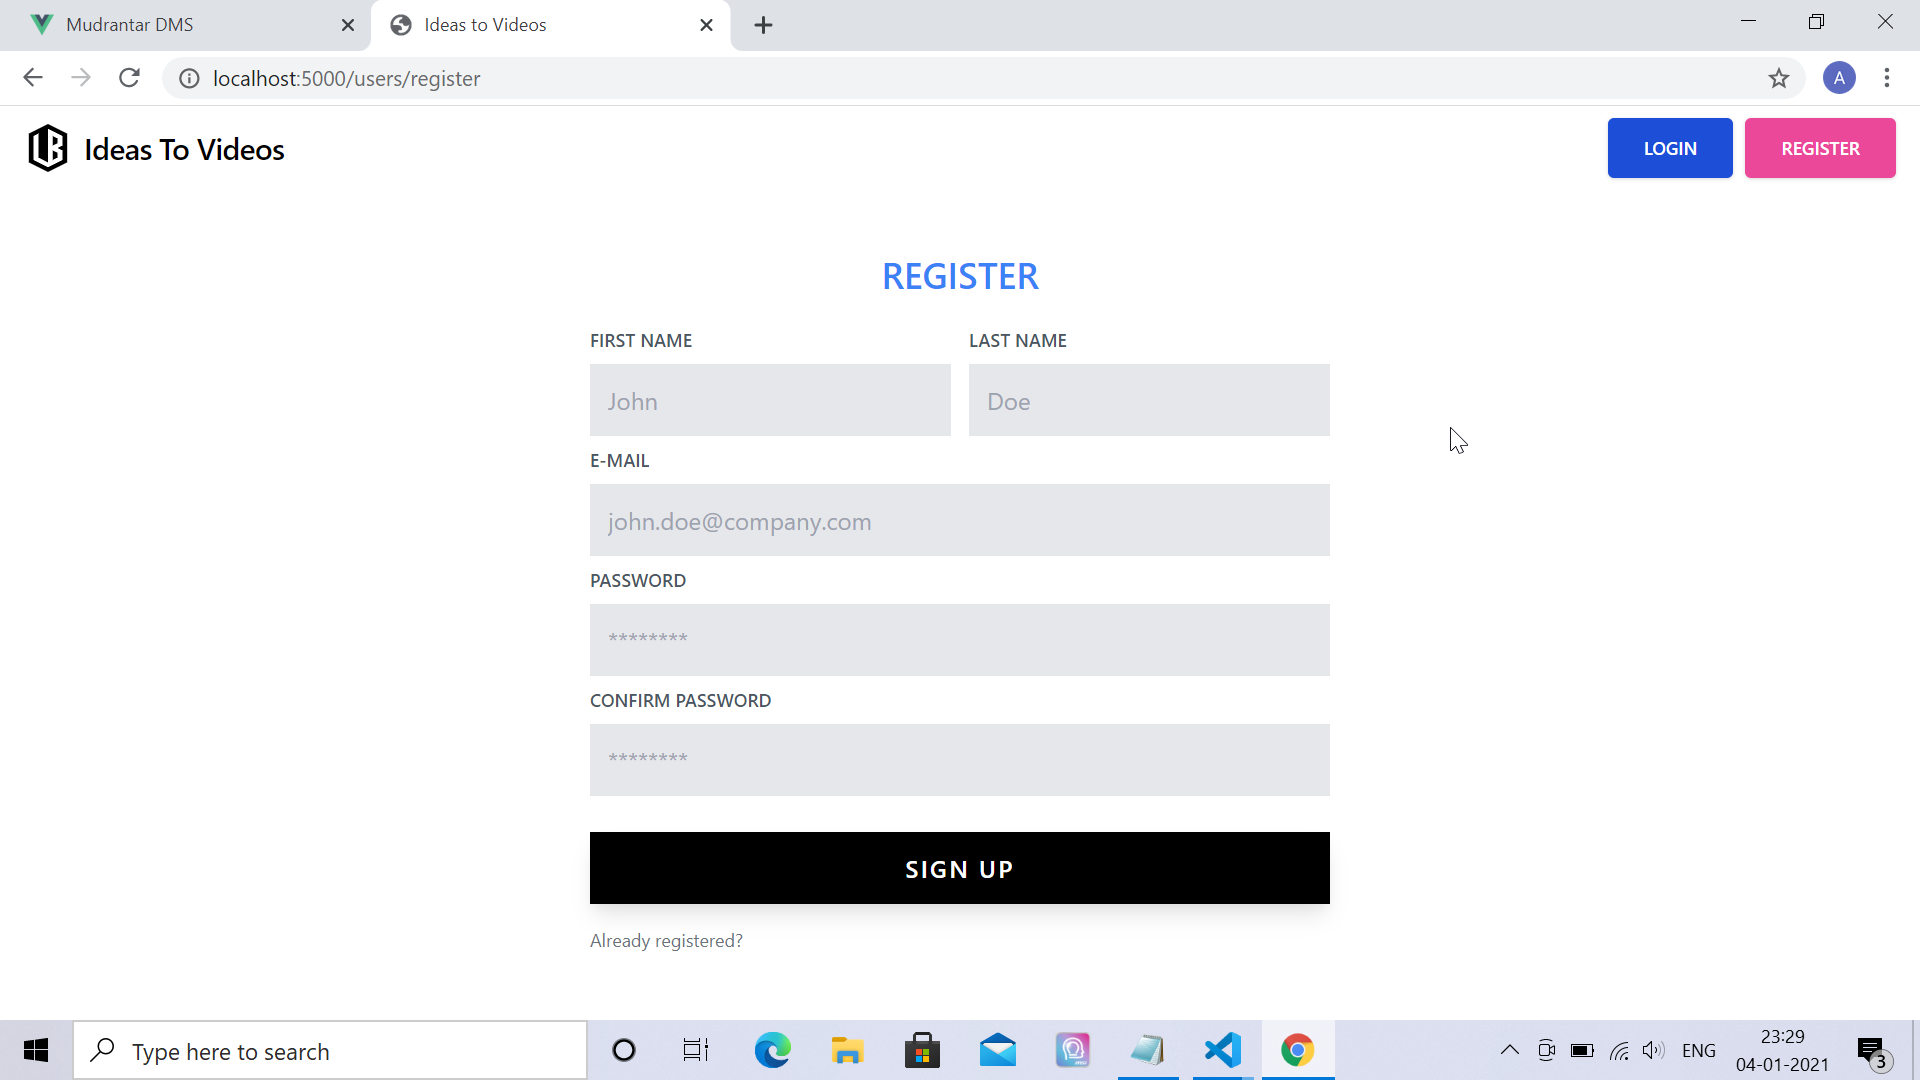 Mudrantar DMS
Ideas to Videos
localhost:5000/users/register
A
Ideas To Videos
LOGIN
REGISTER
REGISTER
FIRST NAME
LAST NAME
John
Doe
E-MAIL
john.doe@company.com
PASSWORD
********
CONFIRM PASSWORD
********
SIGN UP
Already registered?
Type here to search
ENG
23:29
04-01-2021
3